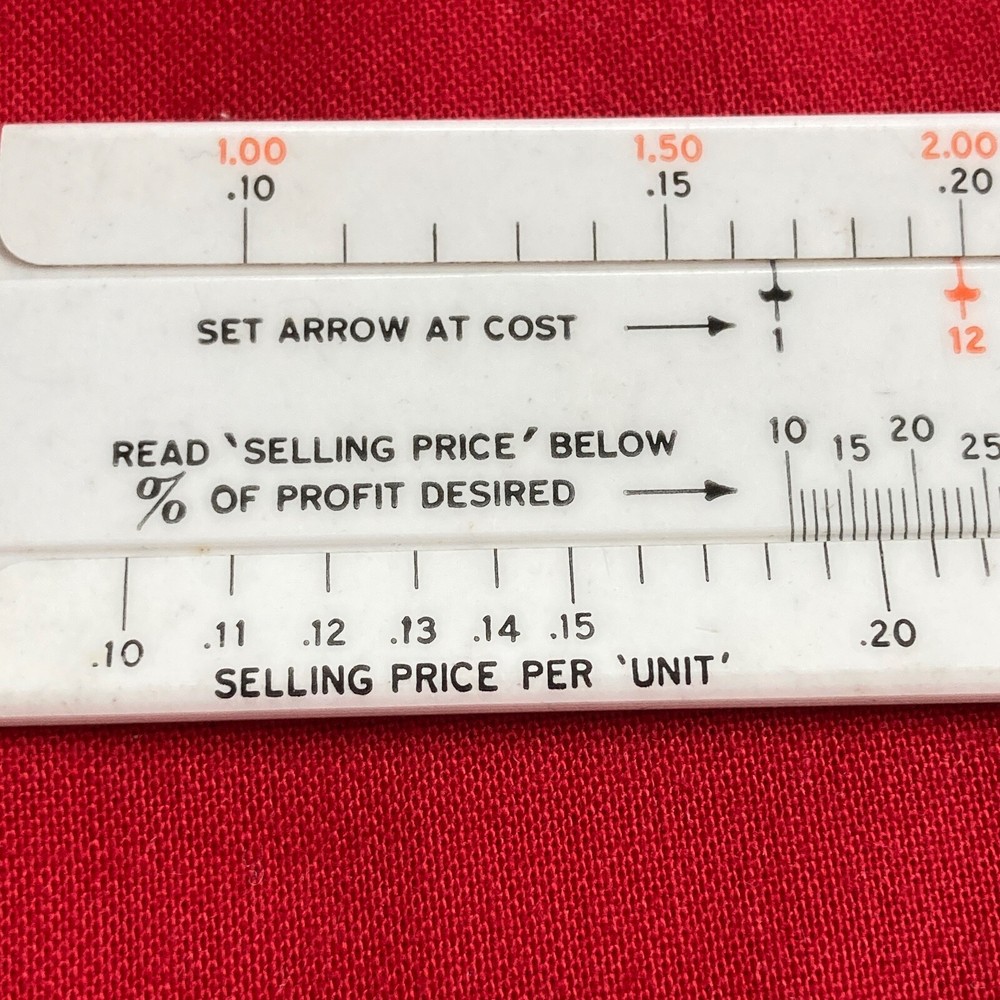 1.00 1.50 2.00
.10 .15 .20
SET ARROW AT COST 1 12
READ 'SELLING PRICE' BELOW 10 15 20 25
% OF PROFIT DESIRED
.10 .11 .12 .13 .14 .15 .20
SELLING PRICE PER 'UNIT'